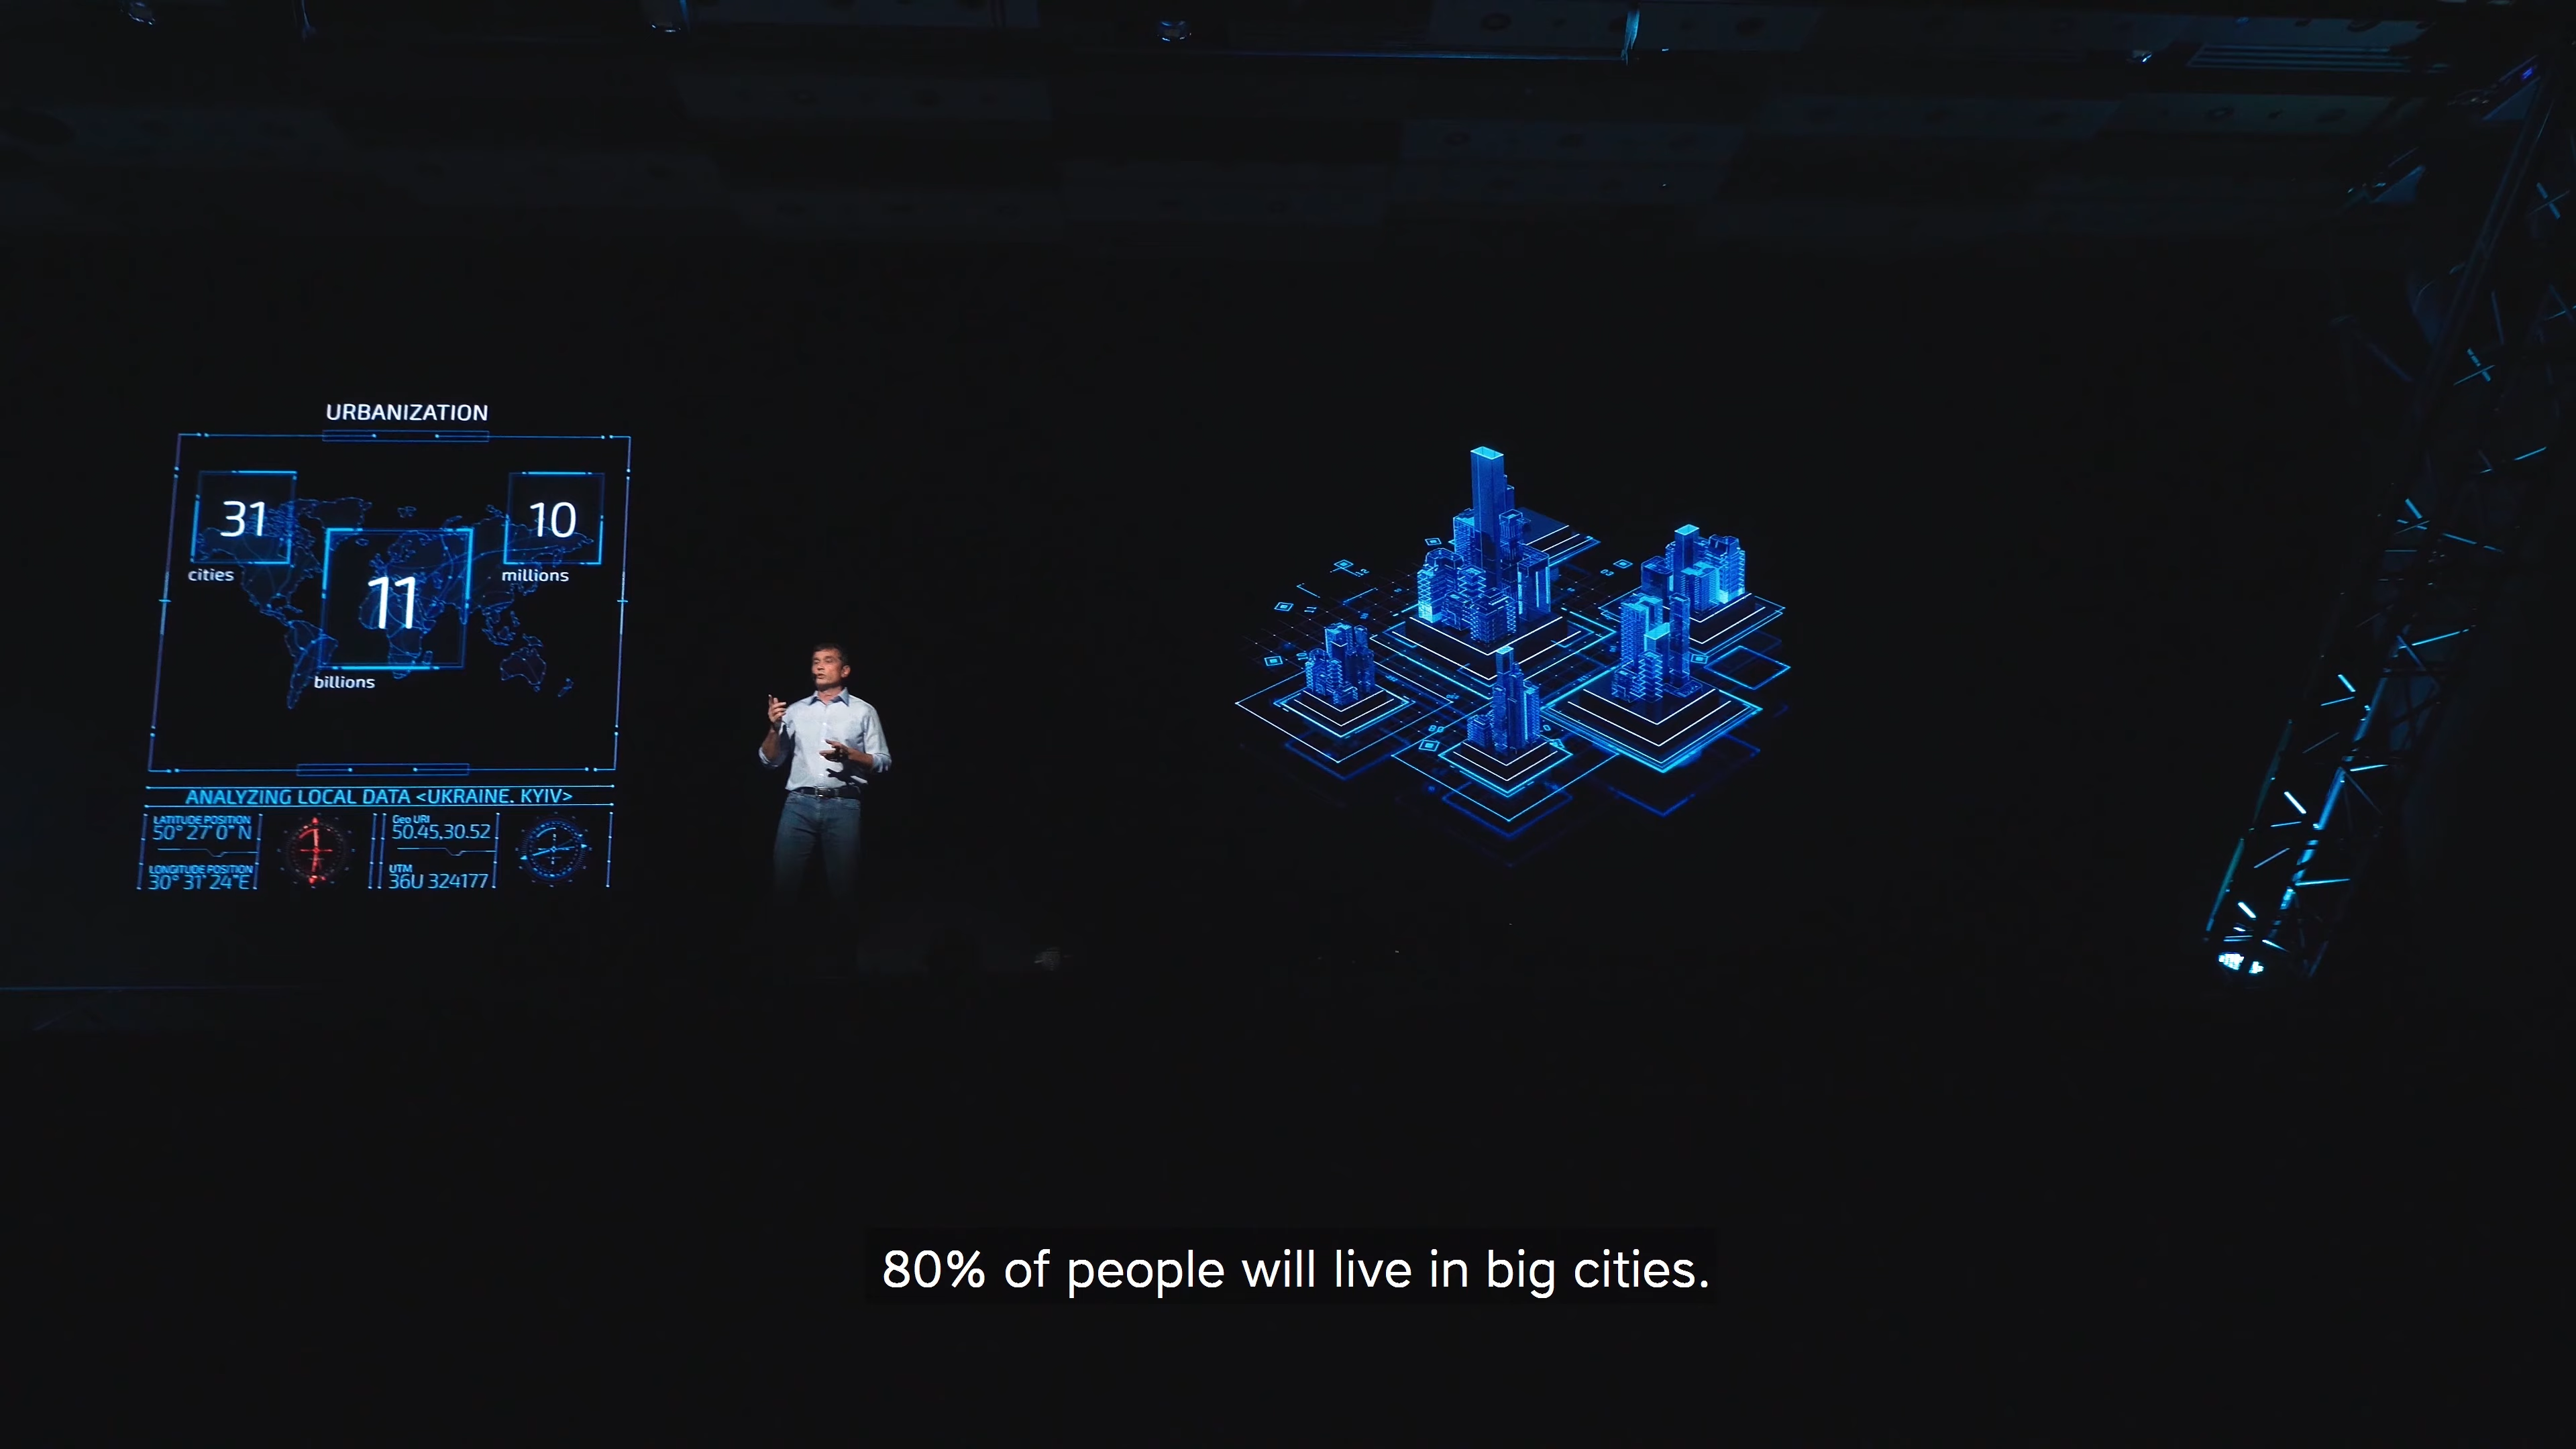 URBANIZATION
31
cities
10
millions
11
billions
ANALYZING LOCAL DATA <UKRAINE. KYIV>
LATITUDE POSITION
50° 27' 0" N
LONGITUDE POSITION
30° 31' 24" E
Geo URI
50.45,30.52
UTM
36U 324177
80% of people will live in big cities.